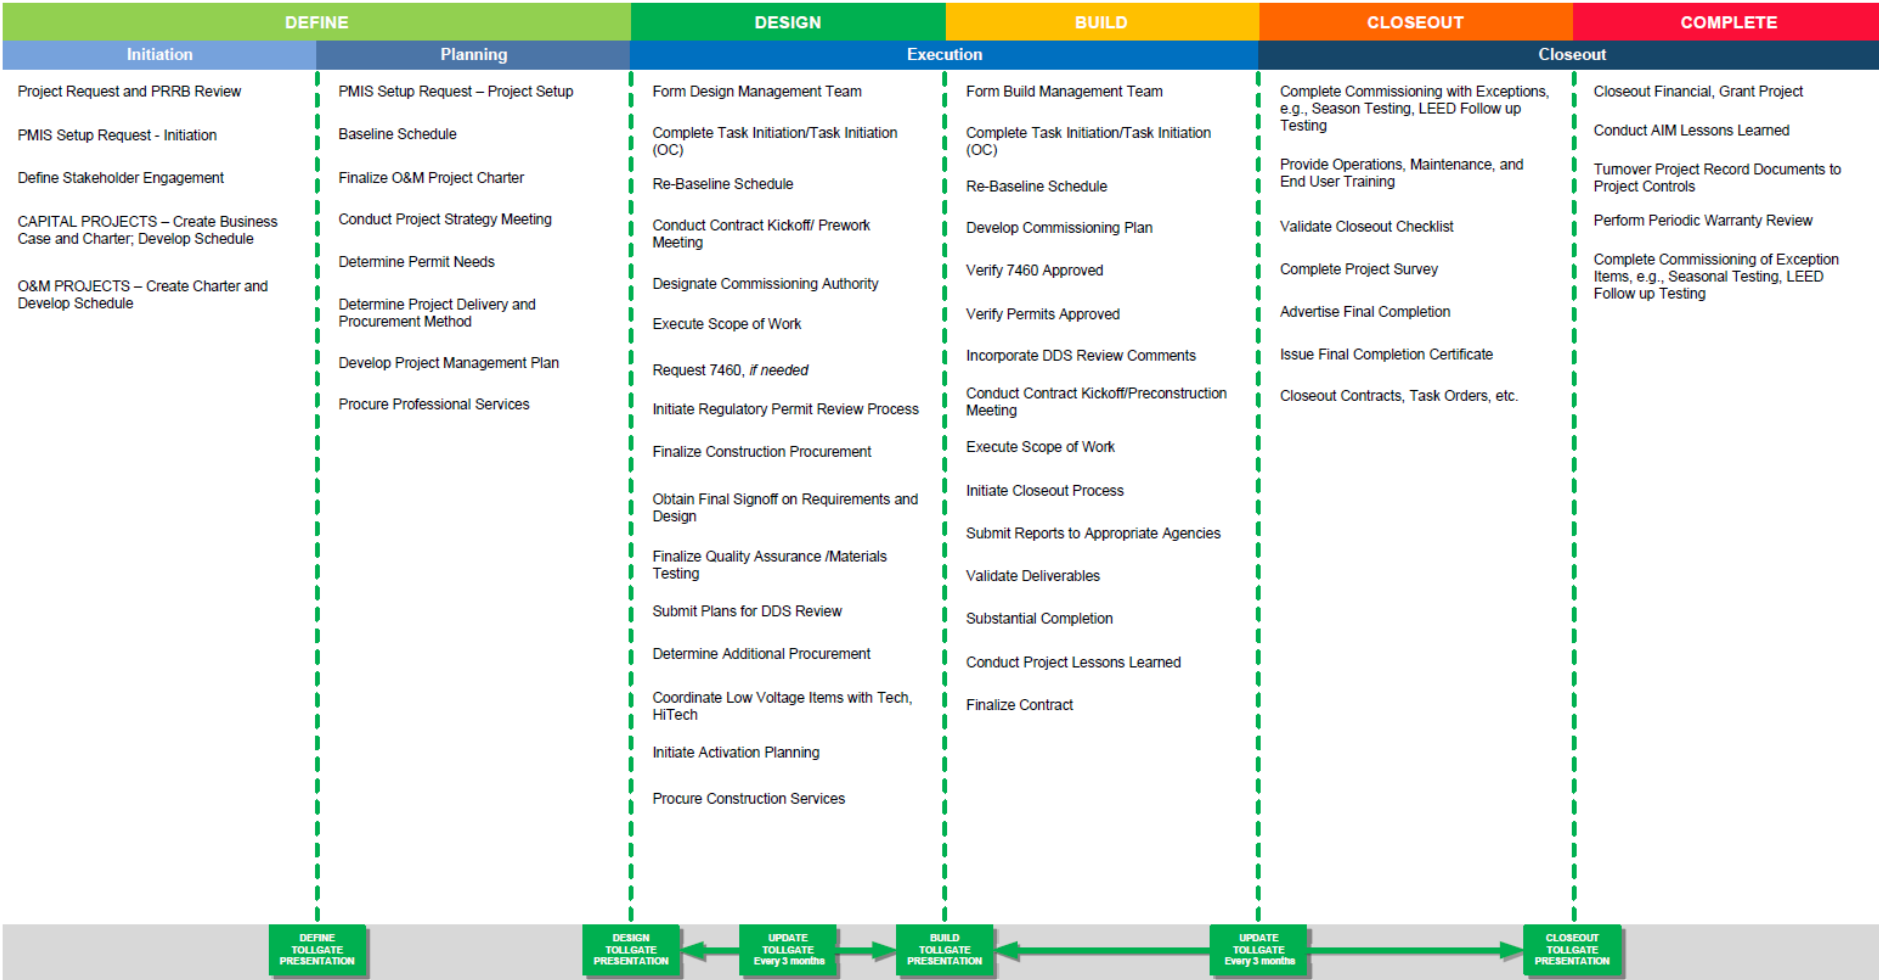 DEFINE
DESIGN
BUILD
CLOSEOUT
COMPLETE
Initiation
Planning
Execution
Closeout
Project Request and PRRB Review
PMIS Setup Request - Initiation
Define Stakeholder Engagement
CAPITAL PROJECTS – Create Business
Case and Charter; Develop Schedule
O&M PROJECTS – Create Charter and
Develop Schedule
PMIS Setup Request – Project Setup
Baseline Schedule
Finalize O&M Project Charter
Conduct Project Strategy Meeting
Determine Permit Needs
Determine Project Delivery and
Procurement Method
Develop Project Management Plan
Procure Professional Services
Form Design Management Team
Complete Task Initiation/Task Initiation
(OC)
Re-Baseline Schedule
Conduct Contract Kickoff/ Prework
Meeting
Designate Commissioning Authority
Execute Scope of Work
Request 7460, if needed
Initiate Regulatory Permit Review Process
Finalize Construction Procurement
Obtain Final Signoff on Requirements and
Design
Finalize Quality Assurance /Materials
Testing
Submit Plans for DDS Review
Determine Additional Procurement
Coordinate Low Voltage Items with Tech,
HiTech
Initiate Activation Planning
Procure Construction Services
Form Build Management Team
Complete Task Initiation/Task Initiation
(OC)
Re-Baseline Schedule
Develop Commissioning Plan
Verify 7460 Approved
Verify Permits Approved
Incorporate DDS Review Comments
Conduct Contract Kickoff/Preconstruction
Meeting
Execute Scope of Work
Initiate Closeout Process
Submit Reports to Appropriate Agencies
Validate Deliverables
Substantial Completion
Conduct Project Lessons Learned
Finalize Contract
Complete Commissioning with Exceptions,
e.g., Season Testing, LEED Follow up
Testing
Provide Operations, Maintenance, and
End User Training
Validate Closeout Checklist
Complete Project Survey
Advertise Final Completion
Issue Final Completion Certificate
Closeout Contracts, Task Orders, etc.
Closeout Financial, Grant Project
Conduct AIM Lessons Learned
Turnover Project Record Documents to
Project Controls
Perform Periodic Warranty Review
Complete Commissioning of Exception
Items, e.g., Seasonal Testing, LEED
Follow up Testing
DEFINE
TOLLGATE
PRESENTATION
DESIGN
TOLLGATE
PRESENTATION
UPDATE
TOLLGATE
Every 3 months
BUILD
TOLLGATE
PRESENTATION
UPDATE
TOLLGATE
Every 3 months
CLOSEOUT
TOLLGATE
PRESENTATION